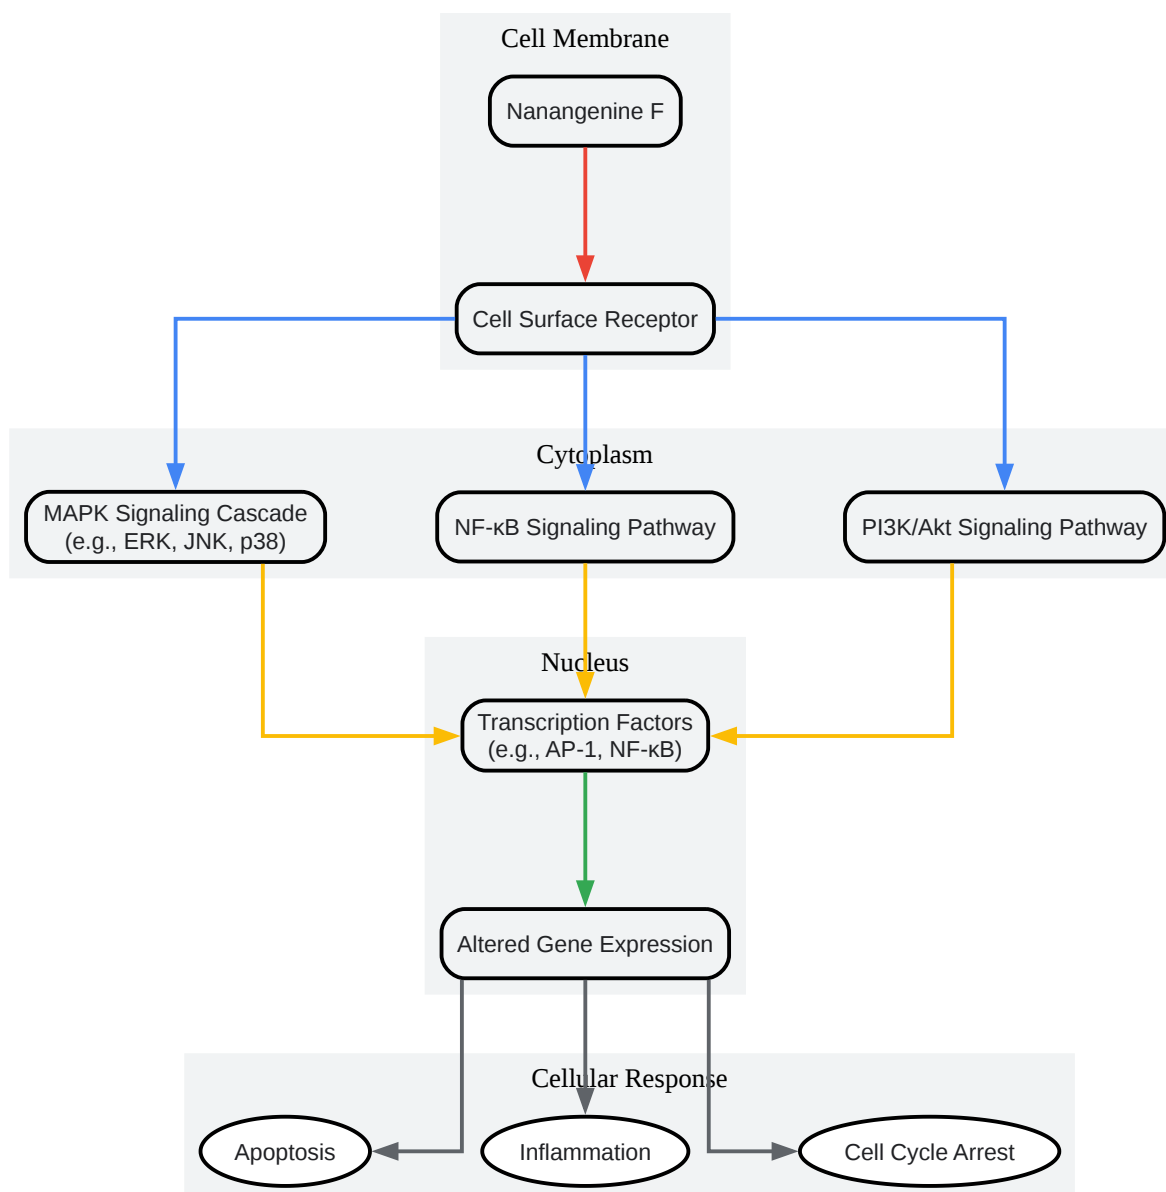 Cell Membrane
Nanangenine F
Cell Surface Receptor
Cytoplasm
MAPK Signaling Cascade
(e.g., ERK, JNK, p38)
NF-κB Signaling Pathway
PI3K/Akt Signaling Pathway
Nucleus
Transcription Factors
(e.g., AP-1, NF-κB)
Altered Gene Expression
Cellular Response
Apoptosis
Inflammation
Cell Cycle Arrest